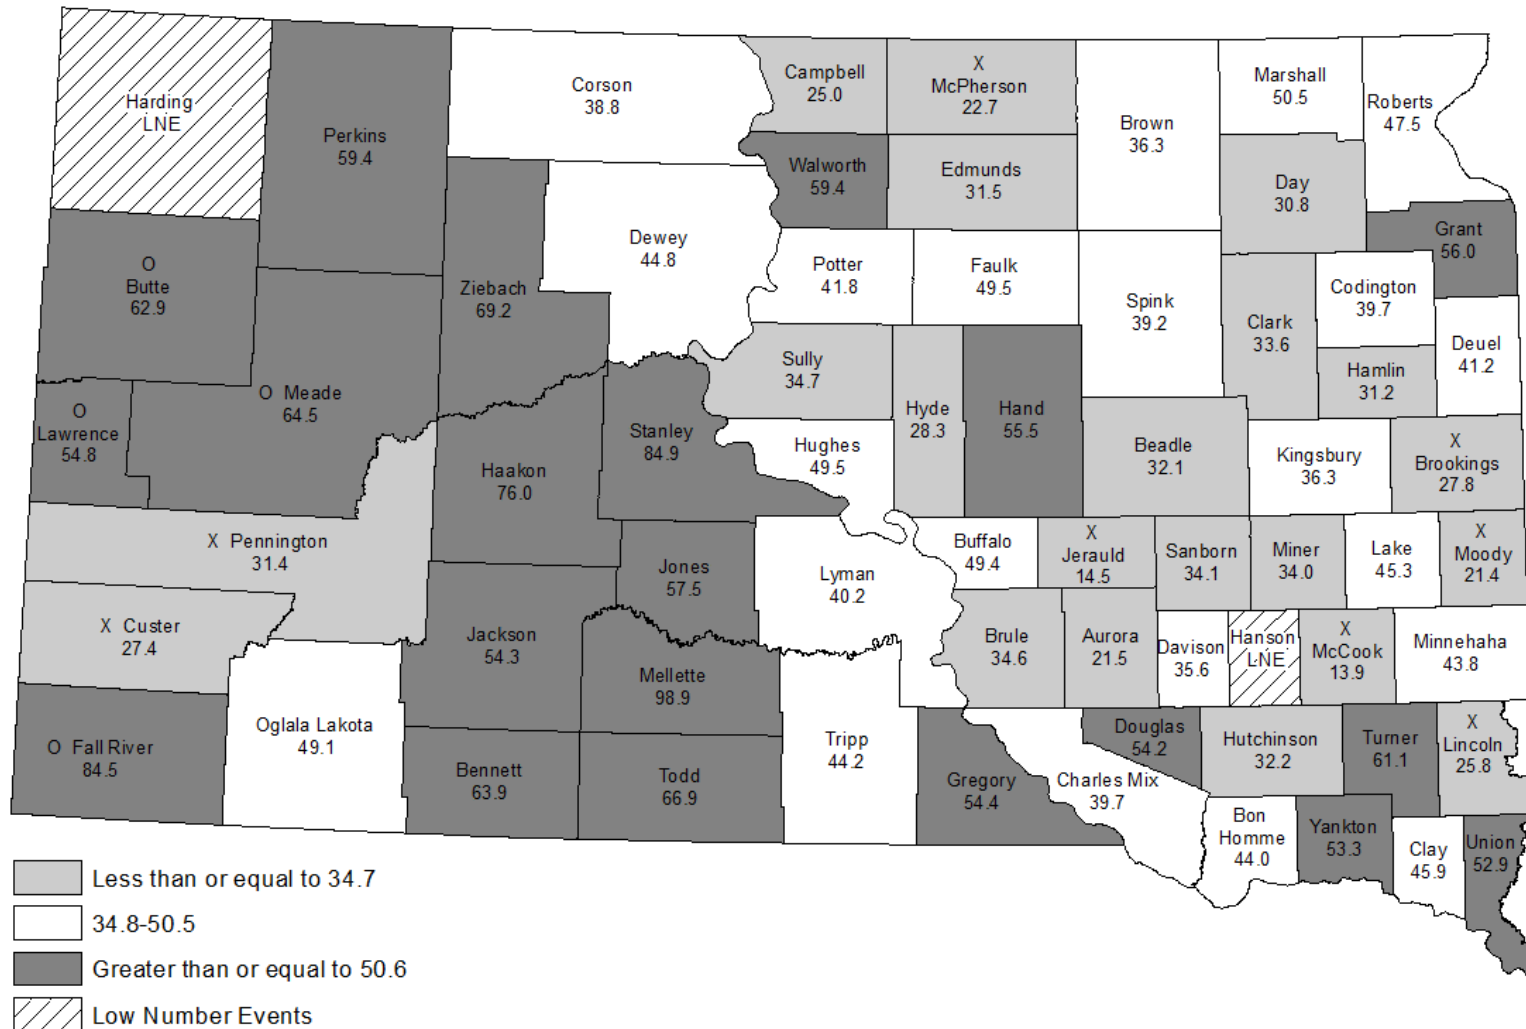 Harding
LNE
Perkins
59.4
Corson
38.8
Campbell
25.0
X
McPherson
22.7
Brown
36.3
Marshall
50.5
Roberts
47.5
Walworth
59.4
Edmunds
31.5
Day
30.8
Grant
56.0
O
Butte
62.9
Ziebach
69.2
Dewey
44.8
Potter
41.8
Faulk
49.5
Spink
39.2
Clark
33.6
Codington
39.7
Deuel
41.2
Hamlin
31.2
O
Lawrence
54.8
O Meade
64.5
Haakon
76.0
Stanley
84.9
Sully
34.7
Hughes
49.5
Hyde
28.3
Hand
55.5
Beadle
32.1
Kingsbury
36.3
X
Brookings
27.8
X Pennington
31.4
Jones
57.5
Lyman
40.2
Buffalo
49.4
X
Jerauld
14.5
Sanborn
34.1
Miner
34.0
Lake
45.3
X
Moody
21.4
X Custer
27.4
Jackson
54.3
Mellette
98.9
Brule
34.6
Aurora
21.5
Davison
35.6
Hanson
LNE
X
McCook
13.9
Minnehaha
43.8
O Fall River
84.5
Oglala Lakota
49.1
Bennett
63.9
Todd
66.9
Tripp
44.2
Gregory
54.4
Charles Mix
39.7
Douglas
54.2
Hutchinson
32.2
Turner
61.1
X
Lincoln
25.8
Bon
Homme
44.0
Yankton
53.3
Clay
45.9
Union
52.9
Less than or equal to 34.7
34.8-50.5
Greater than or equal to 50.6
Low Number Events